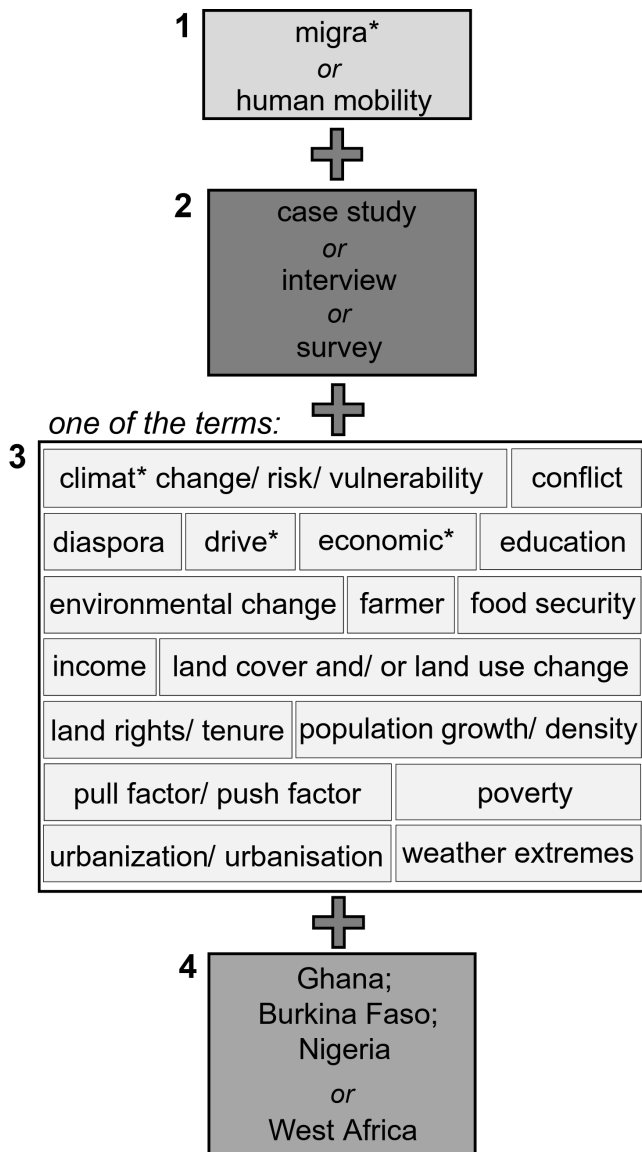 1
migra*
or
human mobility
2
case study
or
interview
or
survey
one of the terms:
3
climat* change/ risk/ vulnerability conflict
diaspora drive* economic* education
environmental change farmer food security
income land cover and/ or land use change
land rights/ tenure population growth/ density
pull factor/ push factor poverty
urbanization/ urbanisation weather extremes
4
Ghana;
Burkina Faso;
Nigeria
or
West Africa